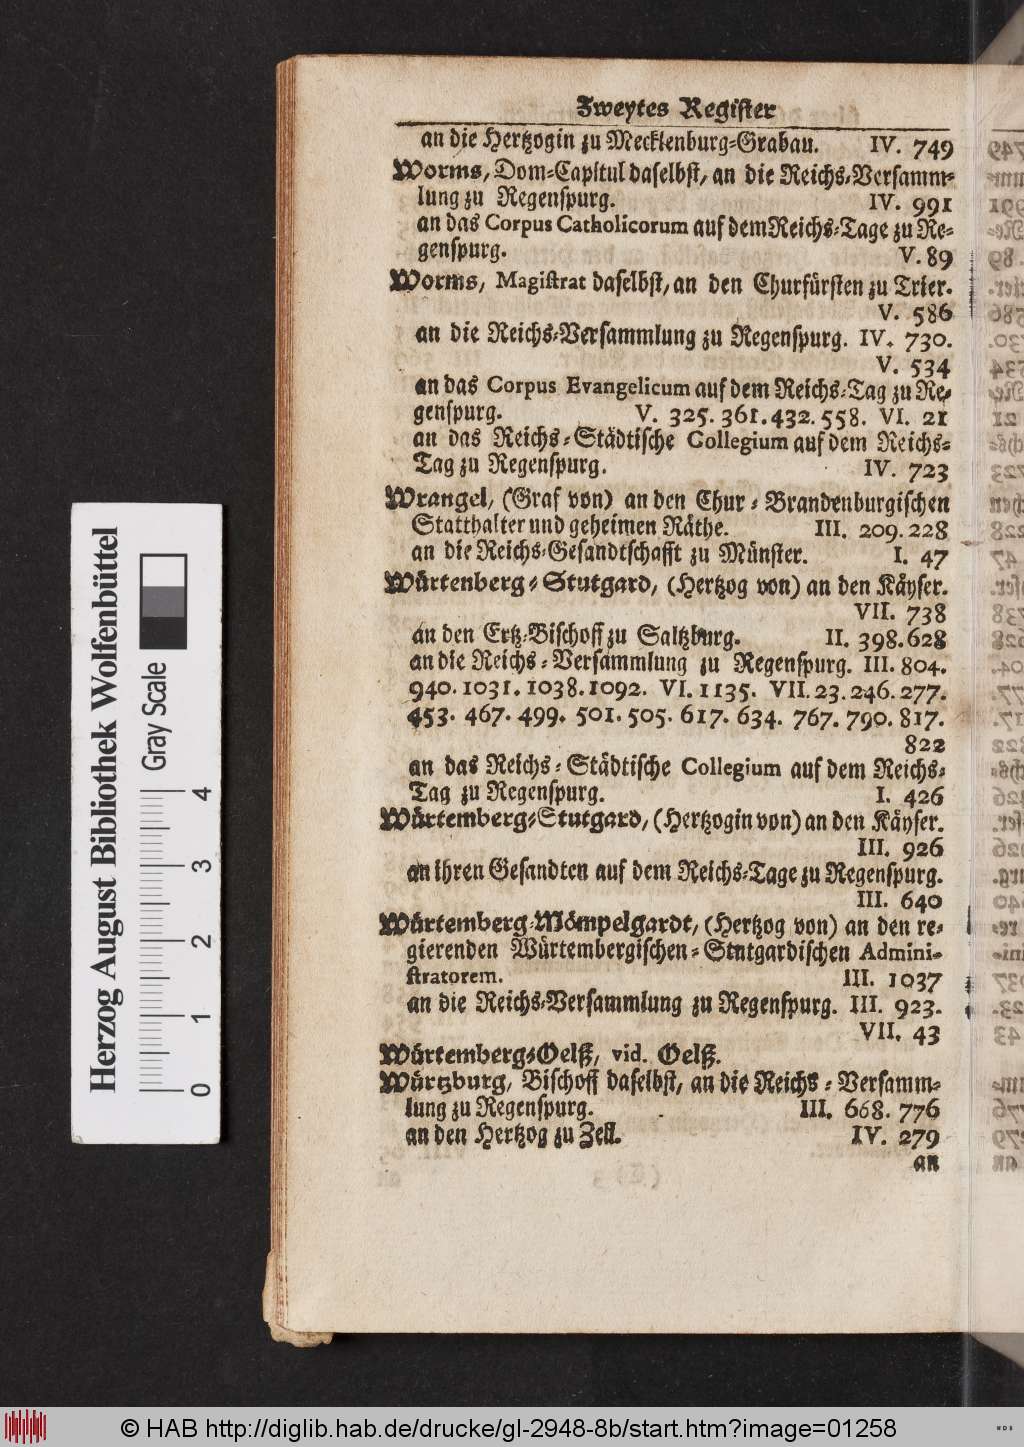 Zweytes Register
an die Hertzogin zu Mecklenburg-Grabau. IV. 749
Worms, Dom-Capitul daselbst, an die Reichs-Versamm-
lung zu Regenspurg. IV. 991
an das Corpus Catholicorum auf dem Reichs-Tage zu Re-
genspurg. V. 89
Worms, Magistrat daselbst, an den Churfürsten zu Trier.
V. 586
an die Reichs-Versammlung zu Regenspurg. IV. 730.
V. 534
an das Corpus Evangelicum auf dem Reichs-Tag zu Re-
genspurg. V. 325. 361. 432. 558. VI. 21
an das Reichs-Städtische Collegium auf dem Reichs-
Tag zu Regenspurg. IV. 723
Wrangel, (Graf von) an den Chur-Brandenburgischen
Statthalter und geheimen Räthe. III. 209. 228
an die Reichs-Gesandtschafft zu Münster. I. 47
Würtenberg-Stutgard, (Hertzog von) an den Käyser.
VII. 738
an den Ertz-Bischoff zu Saltzburg. II. 398. 628
an die Reichs-Versammlung zu Regenspurg. III. 804.
940. 1031. 1038. 1092. VI. 1135. VII. 23. 246. 277.
453. 467. 499. 501. 505. 617. 634. 767. 790. 817.
822
an das Reichs-Städtische Collegium auf dem Reichs-
Tag zu Regenspurg. I. 426
Würtemberg-Stutgard, (Hertzogin von) an den Käyser.
III. 926
an ihren Gesandten auf dem Reichs-Tage zu Regenspurg.
III. 640
Würtemberg-Mömpelgardt, (Hertzog von) an den re-
gierenden Würtembergischen-Stutgardischen Admini-
stratorem. III. 1037
an die Reichs-Versammlung zu Regenspurg. III. 923.
VII. 43
Würtemberg-Oelß, vid. Oelß.
Würtzburg, Bischoff daselbst, an die Reichs-Versamm-
lung zu Regenspurg. III. 668. 776
an den Hertzog zu Zell. IV. 279
an
Herzog August Bibliothek Wolfenbüttel
Gray Scale
0 1 2 3 4
© HAB http://diglib.hab.de/drucke/gl-2948-8b/start.htm?image=01258